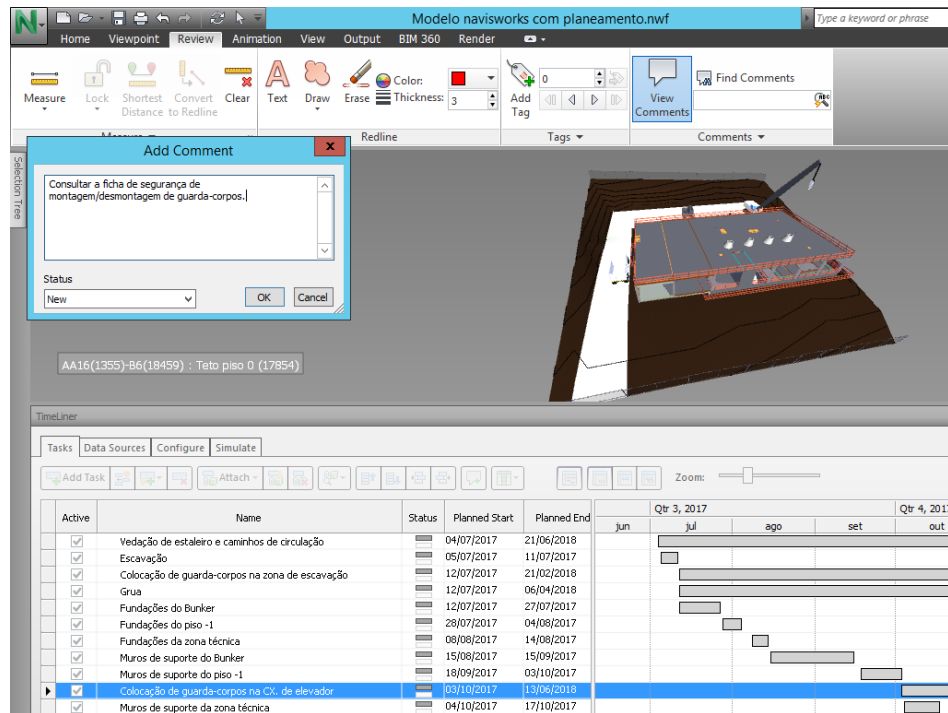 Modelo navisworks com planeamento.nwf
Type a keyword or phrase
Home Viewpoint Review Animation View Output BIM 360 Render
Measure
Lock
Shortest Distance
Convert to Redline
Clear
Text
Draw
Erase
Color:
Thickness: 3
Add Tag
0
View Comments
Find Comments
Redline
Tags
Comments
Selection Tree
Add Comment
x
Consultar a ficha de segurança de
montagem/desmontagem de guarda-corpos.
Status
New
OK
Cancel
AA16(1355)-B6(18459) : Teto piso 0 (17854)
TimeLiner
Tasks Data Sources Configure Simulate
Add Task
Attach
Zoom:
Qtr 3, 2017
Qtr 4, 2017
Active Name Status Planned Start Planned End
jun jul ago set out
Vedação de estaleiro e caminhos de circulação 04/07/2017 21/06/2018
Escavação 05/07/2017 11/07/2017
Colocação de guarda-corpos na zona de escavação 12/07/2017 21/02/2018
Grua 12/07/2017 06/04/2018
Fundações do Bunker 12/07/2017 27/07/2017
Fundações do piso -1 28/07/2017 04/08/2017
Fundações da zona técnica 08/08/2017 14/08/2017
Muros de suporte do Bunker 15/08/2017 15/09/2017
Muros de suporte do piso -1 18/09/2017 03/10/2017
Colocação de guarda-corpos na CX. de elevador 03/10/2017 13/06/2018
Muros de suporte da zona técnica 04/10/2017 17/10/2017